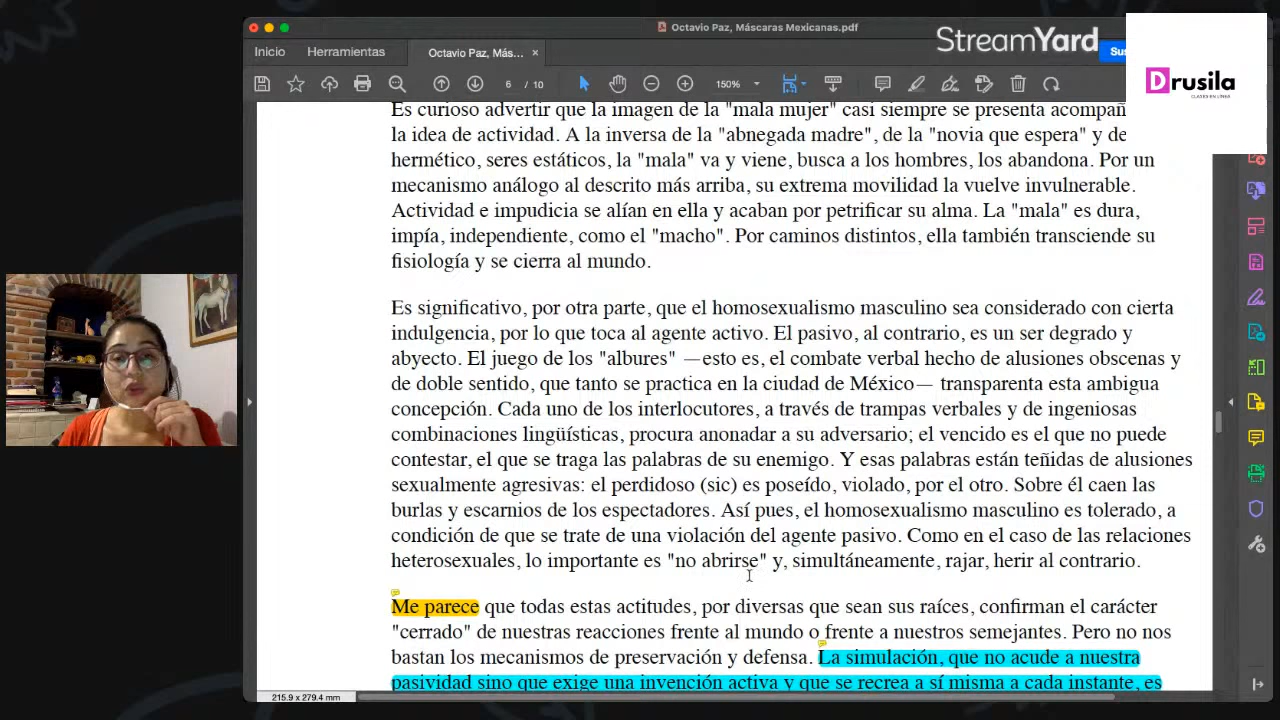 Octavio Paz, Máscaras Mexicanas.pdf
StreamYard
Inicio
Herramientas
Octavio Paz, Más...
Drusila
CLASES EN LÍNEA
6 / 10
150%
Es curioso advertir que la imagen de la "mala mujer" casi siempre se presenta acompañ
la idea de actividad. A la inversa de la "abnegada madre", de la "novia que espera" y de
hermético, seres estáticos, la "mala" va y viene, busca a los hombres, los abandona. Por un
mecanismo análogo al descrito más arriba, su extrema movilidad la vuelve invulnerable.
Actividad e impudicia se alían en ella y acaban por petrificar su alma. La "mala" es dura,
impía, independiente, como el "macho". Por caminos distintos, ella también transciende su
fisiología y se cierra al mundo.
Es significativo, por otra parte, que el homosexualismo masculino sea considerado con cierta
indulgencia, por lo que toca al agente activo. El pasivo, al contrario, es un ser degrado y
abyecto. El juego de los "albures" —esto es, el combate verbal hecho de alusiones obscenas y
de doble sentido, que tanto se practica en la ciudad de México— transparenta esta ambigua
concepción. Cada uno de los interlocutores, a través de trampas verbales y de ingeniosas
combinaciones lingüísticas, procura anonadar a su adversario; el vencido es el que no puede
contestar, el que se traga las palabras de su enemigo. Y esas palabras están teñidas de alusiones
sexualmente agresivas: el perdidoso (sic) es poseído, violado, por el otro. Sobre él caen las
burlas y escarnios de los espectadores. Así pues, el homosexualismo masculino es tolerado, a
condición de que se trate de una violación del agente pasivo. Como en el caso de las relaciones
heterosexuales, lo importante es "no abrirse" y, simultáneamente, rajar, herir al contrario.
Me parece que todas estas actitudes, por diversas que sean sus raíces, confirman el carácter
"cerrado" de nuestras reacciones frente al mundo o frente a nuestros semejantes. Pero no nos
bastan los mecanismos de preservación y defensa. La simulación, que no acude a nuestra
pasividad sino que exige una invención activa y que se recrea a sí misma a cada instante, es
215.9 x 279.4 mm